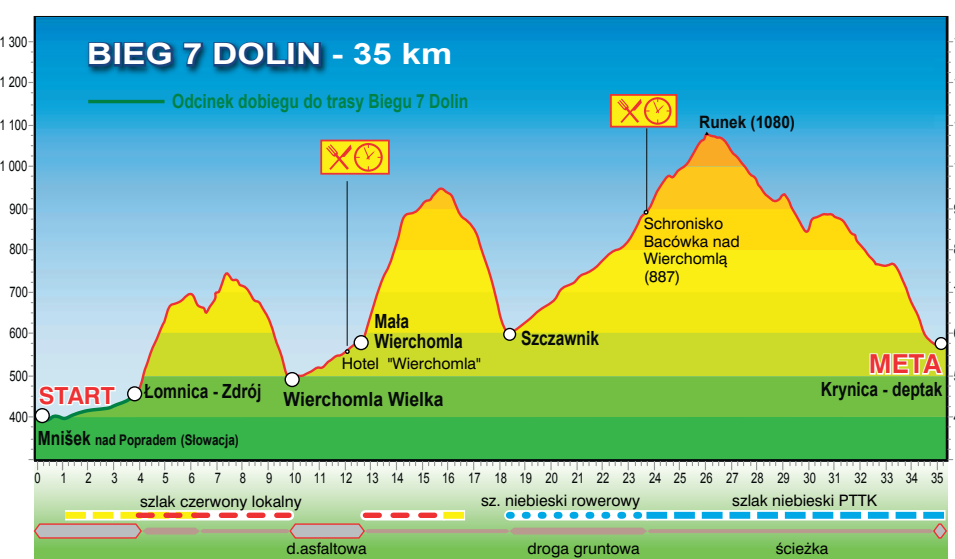 BIEG 7 DOLIN - 35 km
Odcinek dobiegu do trasy Biegu 7 Dolin
1 300
1 200
1 100
1 000
900
800
700
600
500
400
Runek (1080)
Schronisko
Bacówka nad
Wierchomlą
(887)
Mała
Wierchomla
Hotel "Wierchomla"
Szczawnik
START
Łomnica - Zdrój
Wierchomla Wielka
META
Krynica - deptak
Mnišek nad Popradem (Słowacja)
0 1 2 3 4 5 6 7 8 9 10 11 12 13 14 15 16 17 18 19 20 21 22 23 24 25 26 27 28 29 30 31 32 33 34 35
szlak czerwony lokalny
sz. niebieski rowerowy
szlak niebieski PTTK
d.asfaltowa
droga gruntowa
ścieżka